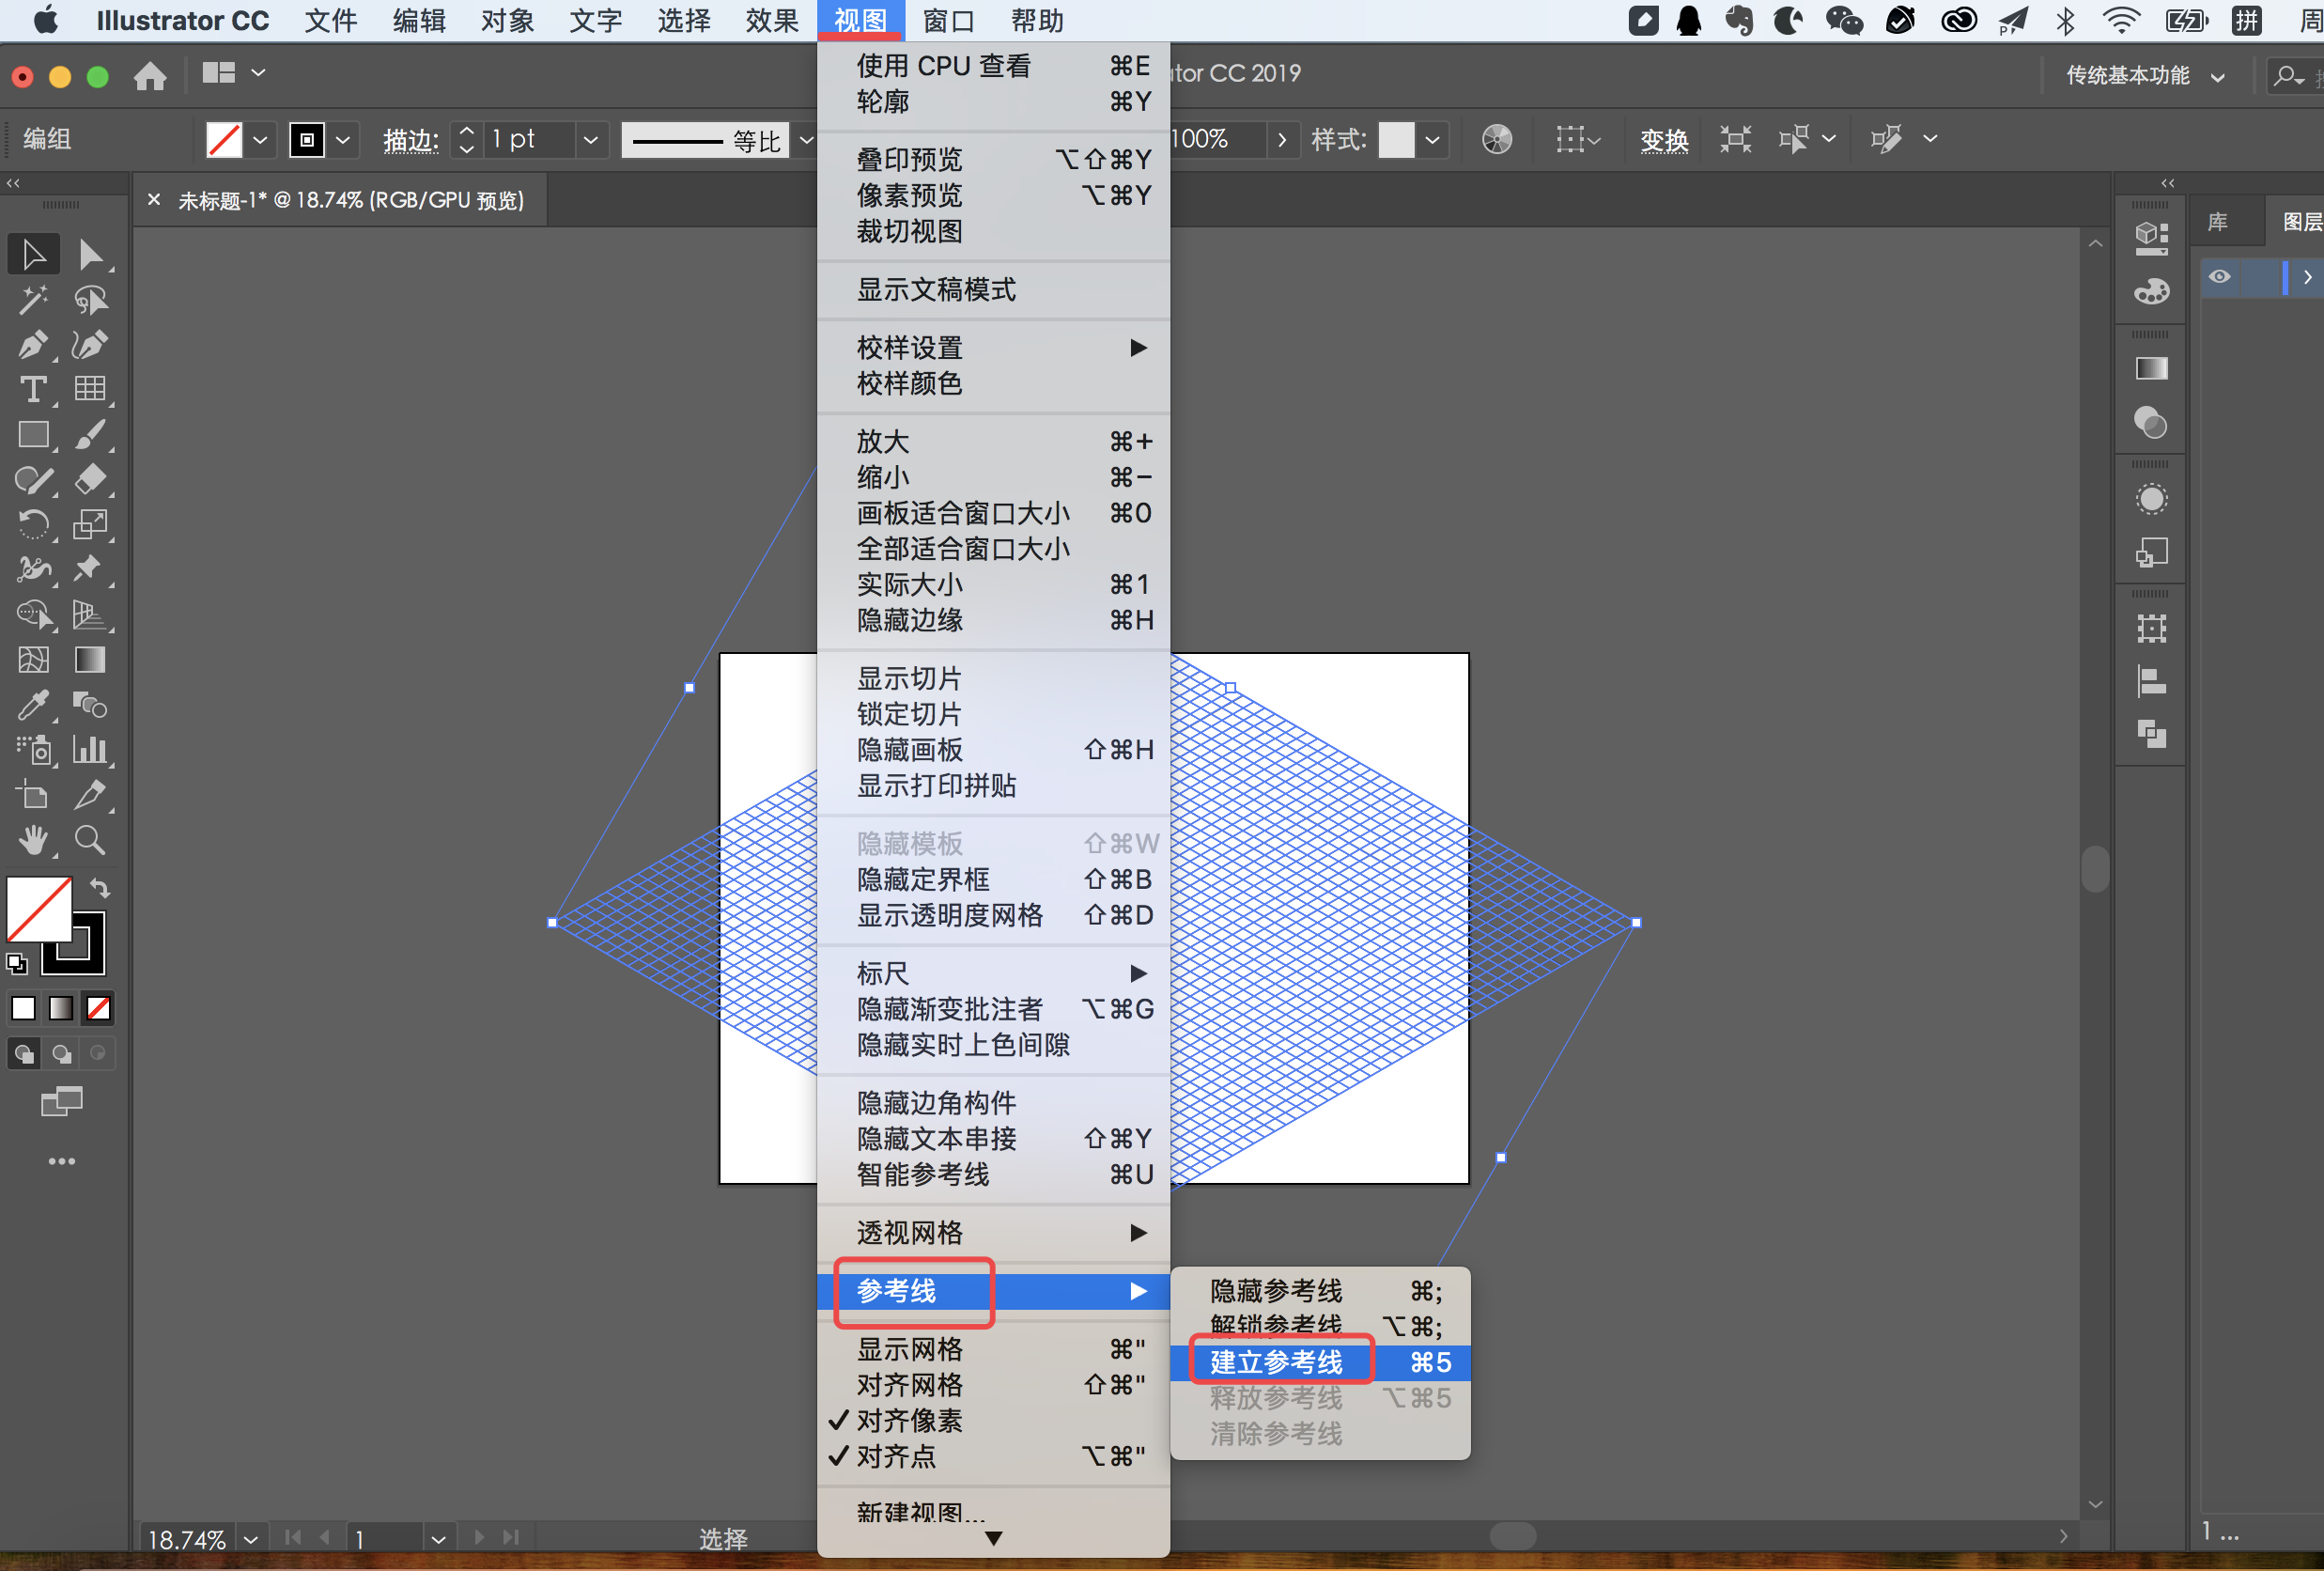 Illustrator CC 文件 编辑 对象 文字 选择 效果 视图 窗口 帮助 拼
tor CC 2019 传统基本功能
编组 描边: 1 pt 等比 100% 样式: 变换
× 未标题-1* @ 18.74% (RGB/GPU 预览)
库 图层
使用 CPU 查看 ⌘E
轮廓 ⌘Y
叠印预览 ⌥⇧⌘Y
像素预览 ⌥⌘Y
裁切视图
显示文稿模式
校样设置 ▶
校样颜色
放大 ⌘+
缩小 ⌘−
画板适合窗口大小 ⌘0
全部适合窗口大小
实际大小 ⌘1
隐藏边缘 ⌘H
显示切片
锁定切片
隐藏画板 ⇧⌘H
显示打印拼贴
隐藏模板 ⇧⌘W
隐藏定界框 ⇧⌘B
显示透明度网格 ⇧⌘D
标尺 ▶
隐藏渐变批注者 ⌥⌘G
隐藏实时上色间隙
隐藏边角构件
隐藏文本串接 ⇧⌘Y
智能参考线 ⌘U
透视网格 ▶
参考线 ▶
隐藏参考线 ⌘;
解锁参考线 ⌥⌘;
建立参考线 ⌘5
释放参考线 ⌥⌘5
清除参考线
显示网格 ⌘"
对齐网格 ⇧⌘"
✓ 对齐像素
✓ 对齐点 ⌥⌘"
新建视图...
18.74% 1 选择
1 ...